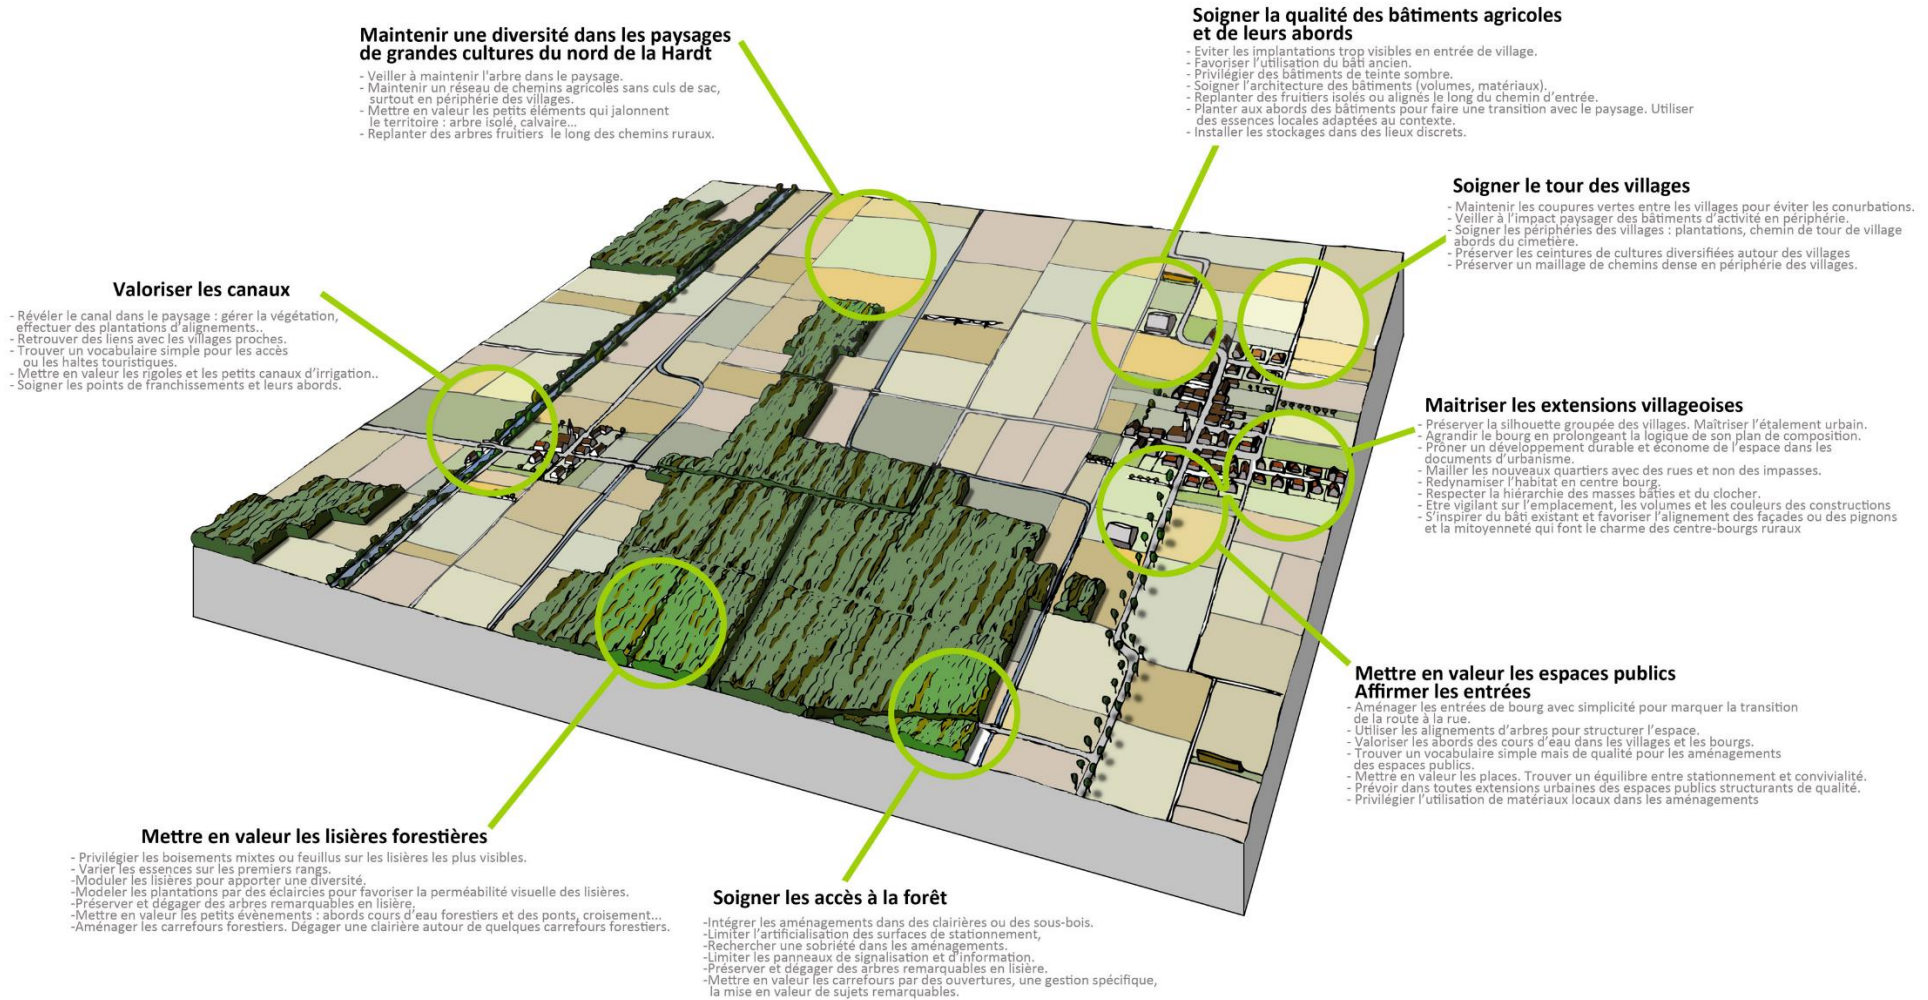 Maintenir une diversité dans les paysages
de grandes cultures du nord de la Hardt
- Veiller à maintenir l'arbre dans le paysage.
- Maintenir un réseau de chemins agricoles sans culs de sac,
surtout en périphérie des villages.
- Mettre en valeur les petits éléments qui jalonnent
le territoire : arbre isolé, calvaire...
- Replanter des arbres fruitiers le long des chemins ruraux.
Soigner la qualité des bâtiments agricoles
et de leurs abords
- Eviter les implantations trop visibles en entrée de village.
- Favoriser l'utilisation du bâti ancien.
- Privilégier des bâtiments de teinte sombre.
- Soigner l'architecture des bâtiments (volumes, matériaux).
- Replanter des fruitiers isolés ou alignés le long du chemin d'entrée.
- Planter aux abords des bâtiments pour faire une transition avec le paysage. Utiliser
des essences locales adaptées au contexte.
- Installer les stockages dans des lieux discrets.
Soigner le tour des villages
- Maintenir les coupures vertes entre les villages pour éviter les conurbations.
- Veiller à l'impact paysager des bâtiments d'activité en périphérie.
- Soigner les périphéries des villages : plantations, chemin de tour de village
abords du cimetière.
- Préserver les ceintures de cultures diversifiées autour des villages
- Préserver un maillage de chemins dense en périphérie des villages.
Valoriser les canaux
- Révéler le canal dans le paysage : gérer la végétation,
effectuer des plantations d'alignements..
- Retrouver des liens avec les villages proches.
- Trouver un vocabulaire simple pour les accès
ou les haltes touristiques.
- Mettre en valeur les rigoles et les petits canaux d'irrigation..
- Soigner les points de franchissements et leurs abords.
Maitriser les extensions villageoises
- Préserver la silhouette groupée des villages. Maîtriser l'étalement urbain.
- Agrandir le bourg en prolongeant la logique de son plan de composition.
- Prôner un développement durable et économe de l'espace dans les
documents d'urbanisme.
- Mailler les nouveaux quartiers avec des rues et non des impasses.
- Redynamiser l'habitat en centre bourg.
- Respecter la hiérarchie des masses bâties et du clocher.
- Etre vigilant sur l'emplacement, les volumes et les couleurs des constructions
- S'inspirer du bâti existant et favoriser l'alignement des façades ou des pignons
et la mitoyenneté qui font le charme des centre-bourgs ruraux
Mettre en valeur les espaces publics
Affirmer les entrées
- Aménager les entrées de bourg avec simplicité pour marquer la transition
de la route à la rue.
- Utiliser les alignements d'arbres pour structurer l'espace.
- Valoriser les abords des cours d'eau dans les villages et les bourgs.
- Trouver un vocabulaire simple mais de qualité pour les aménagements
des espaces publics.
- Mettre en valeur les places. Trouver un équilibre entre stationnement et convivialité.
- Prévoir dans toutes extensions urbaines des espaces publics structurants de qualité.
- Privilégier l'utilisation de matériaux locaux dans les aménagements
Mettre en valeur les lisières forestières
- Privilégier les boisements mixtes ou feuillus sur les lisières les plus visibles.
- Varier les essences sur les premiers rangs.
-Moduler les lisières pour apporter une diversité.
-Modeler les plantations par des éclaircies pour favoriser la perméabilité visuelle des lisières.
-Préserver et dégager des arbres remarquables en lisière.
-Mettre en valeur les petits évènements : abords cours d'eau forestiers et des ponts, croisement...
-Aménager les carrefours forestiers. Dégager une clairière autour de quelques carrefours forestiers.
Soigner les accès à la forêt
-Intégrer les aménagements dans des clairières ou des sous-bois.
-Limiter l'artificialisation des surfaces de stationnement,
-Rechercher une sobriété dans les aménagements.
-Limiter les panneaux de signalisation et d'information.
-Préserver et dégager des arbres remarquables en lisière.
-Mettre en valeur les carrefours par des ouvertures, une gestion spécifique,
la mise en valeur de sujets remarquables.